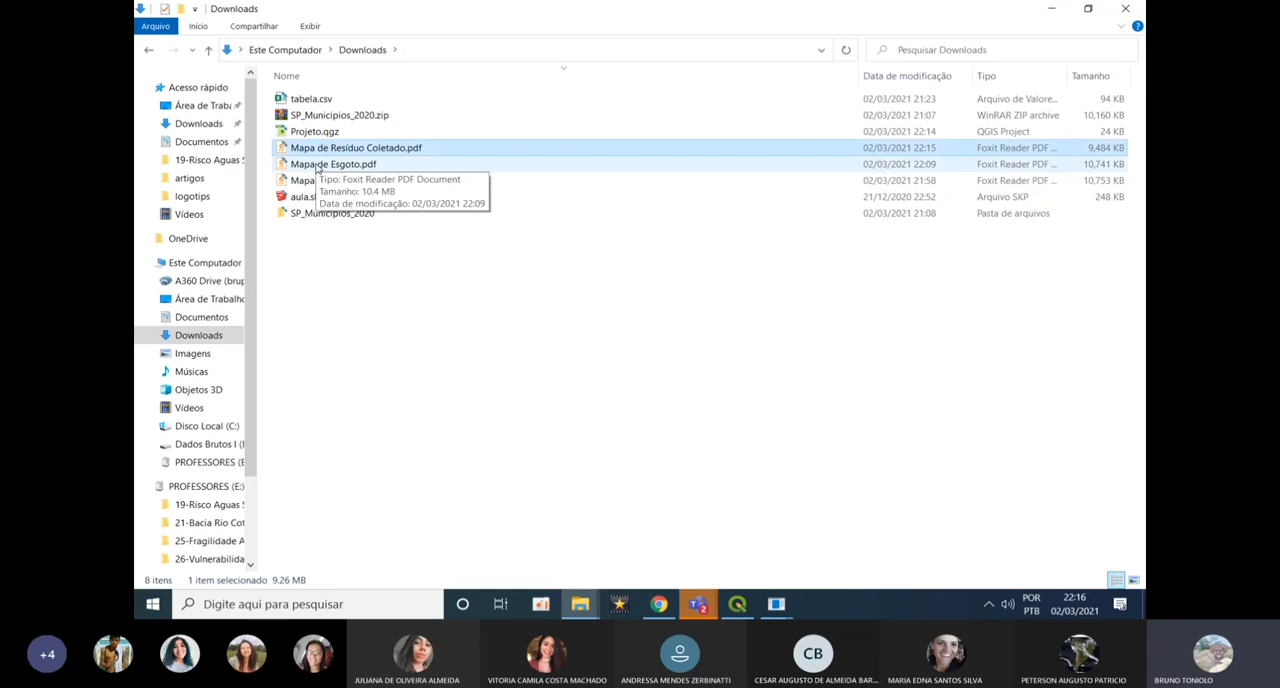 Downloads
Arquivo Início Compartilhar Exibir
Este Computador Downloads Pesquisar Downloads
Nome Data de modificação Tipo Tamanho
tabela.csv 02/03/2021 21:23 Arquivo de Valore... 94 KB
SP_Municipios_2020.zip 02/03/2021 21:07 WinRAR ZIP archive 10,160 KB
Projeto.qgz 02/03/2021 22:14 QGIS Project 24 KB
Mapa de Resíduo Coletado.pdf 02/03/2021 22:15 Foxit Reader PDF ... 9,484 KB
Mapa de Esgoto.pdf 02/03/2021 22:09 Foxit Reader PDF ... 10,741 KB
Mapa 02/03/2021 21:58 Foxit Reader PDF ... 10,753 KB
aula.s 21/12/2020 22:52 Arquivo SKP 248 KB
SP_Municipios_2020 02/03/2021 21:08 Pasta de arquivos
Tipo: Foxit Reader PDF Document
Tamanho: 10.4 MB
Data de modificação: 02/03/2021 22:09
Acesso rápido
Área de Traba
Downloads
Documentos
19-Risco Aguas
artigos
logotipos
Vídeos
OneDrive
Este Computador
A360 Drive (brup
Área de Trabalho
Documentos
Downloads
Imagens
Músicas
Objetos 3D
Vídeos
Disco Local (C:)
Dados Brutos I (
PROFESSORES (E
PROFESSORES (E:)
19-Risco Aguas
21-Bacia Rio Cot
25-Fragilidade A
26-Vulnerabilida
8 itens 1 item selecionado 9.26 MB
Digite aqui para pesquisar
2
POR
PTB
22:16
02/03/2021
+4
CB
JULIANA DE OLIVEIRA ALMEIDA
VITORIA CAMILA COSTA MACHADO
ANDRESSA MENDES ZERBINATTI
CESAR AUGUSTO DE ALMEIDA BAR...
MARIA EDNA SANTOS SILVA
PETERSON AUGUSTO PATRICIO
BRUNO TONIOLO